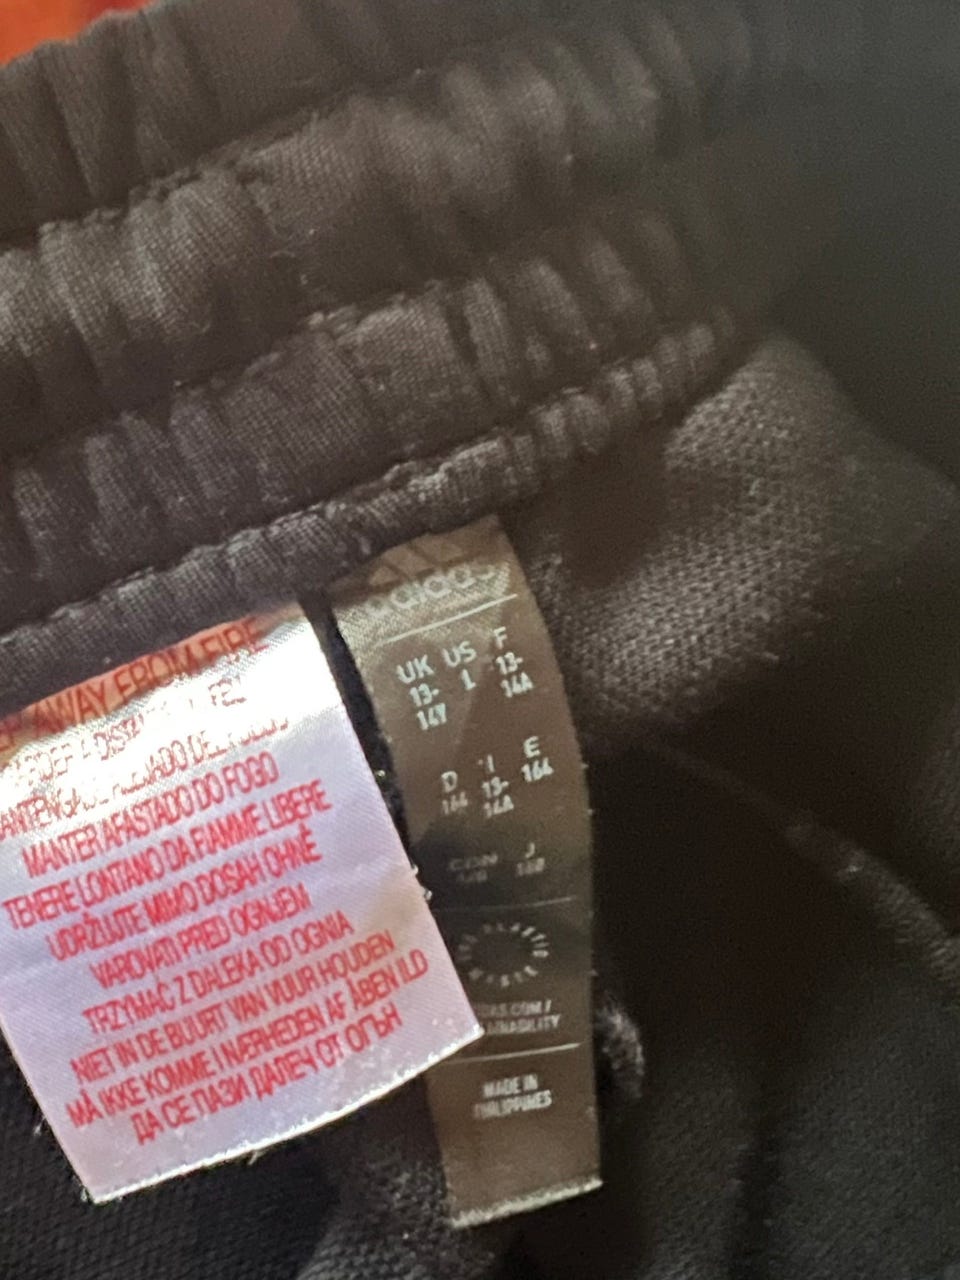 AWAY FROM FIRE
MANTER AFASTADO DO FOGO
TENERE LONTANO DA FIAMME LIBERE
UDRŽUJTE MIMO DOSAH OHNĚ
VAROVATI PRED OGNJEM
TRZYMAĆ Z DALEKA OD OGNIA
NIET IN DE BUURT VAN VUUR HOUDEN
MÅ IKKE KOMME I NÆRHEDEN AF ÅBEN ILD
ДА СЕ ПАЗИ ДАЛЕЧ ОТ ОГЪН
adidas
UK US F
13- L 13-
14Y 14A
D I E
164 13- 164
14A
J
160
MADE IN
PHILIPPINES